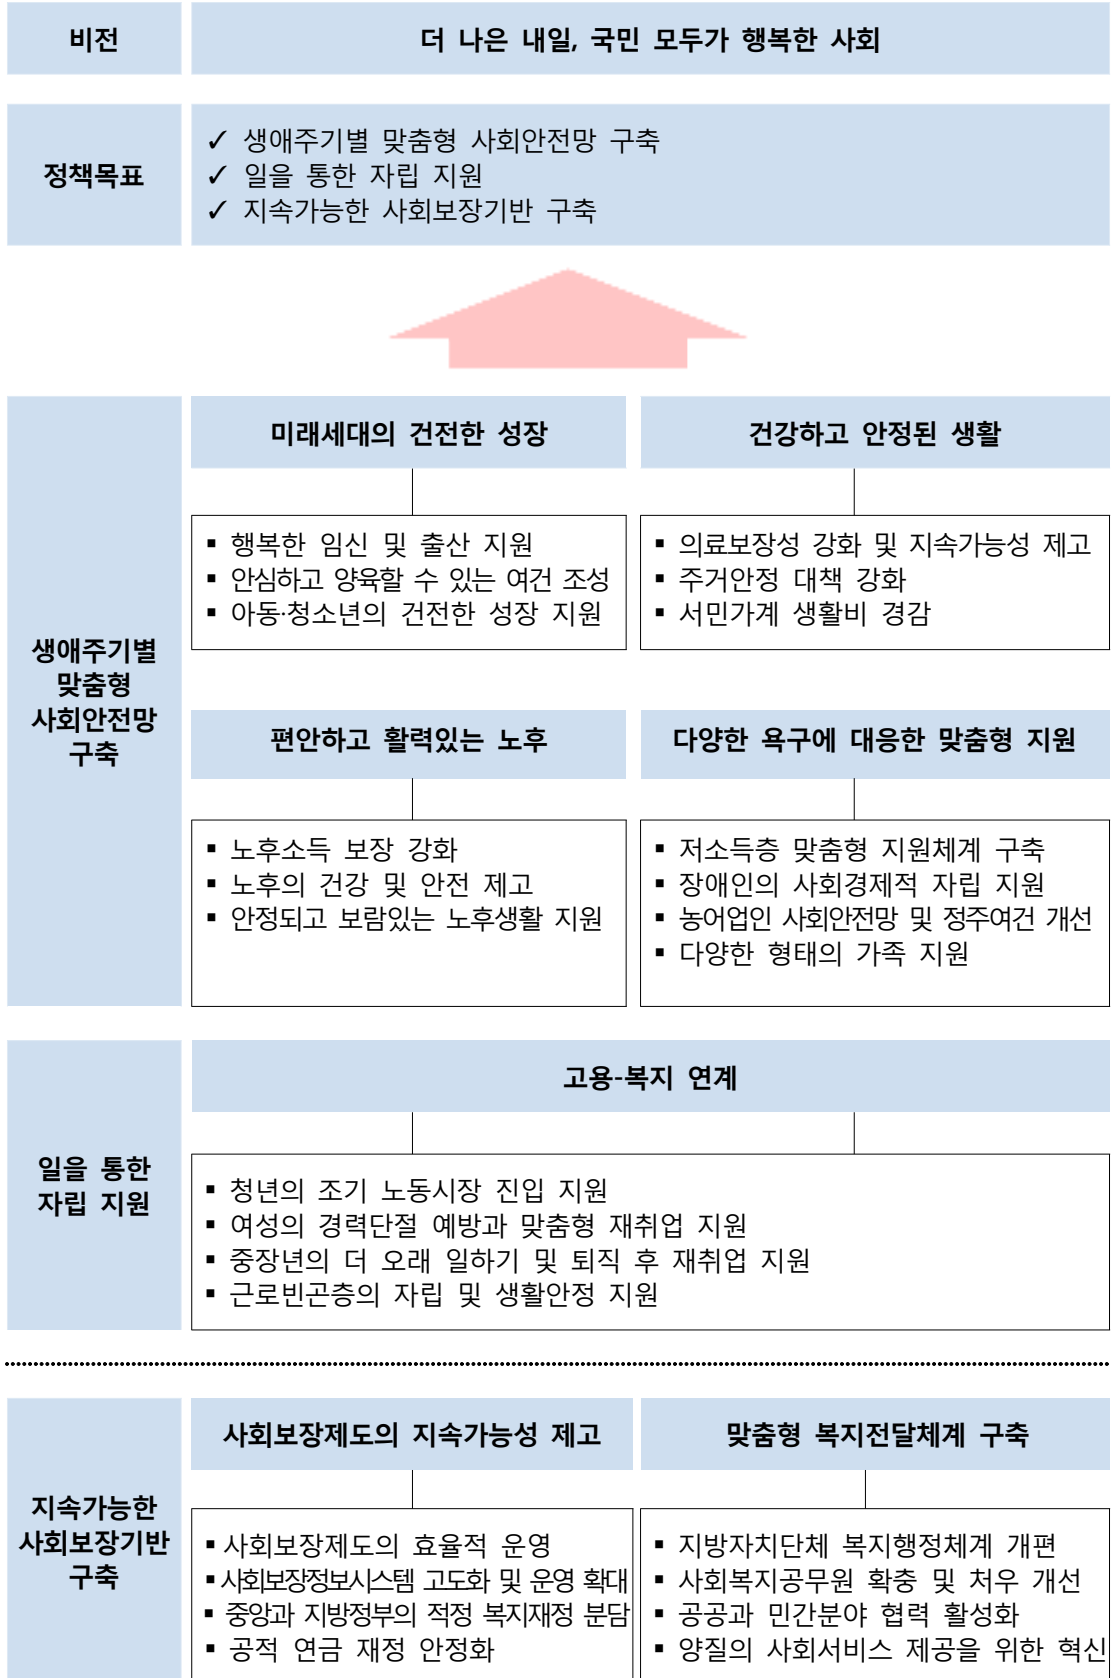 비전
더 나은 내일, 국민 모두가 행복한 사회
정책목표
✓ 생애주기별 맞춤형 사회안전망 구축
✓ 일을 통한 자립 지원
✓ 지속가능한 사회보장기반 구축
생애주기별
맞춤형
사회안전망
구축
미래세대의 건전한 성장
▪ 행복한 임신 및 출산 지원
▪ 안심하고 양육할 수 있는 여건 조성
▪ 아동·청소년의 건전한 성장 지원
건강하고 안정된 생활
▪ 의료보장성 강화 및 지속가능성 제고
▪ 주거안정 대책 강화
▪ 서민가계 생활비 경감
편안하고 활력있는 노후
▪ 노후소득 보장 강화
▪ 노후의 건강 및 안전 제고
▪ 안정되고 보람있는 노후생활 지원
다양한 욕구에 대응한 맞춤형 지원
▪ 저소득층 맞춤형 지원체계 구축
▪ 장애인의 사회경제적 자립 지원
▪ 농어업인 사회안전망 및 정주여건 개선
▪ 다양한 형태의 가족 지원
일을 통한
자립 지원
고용-복지 연계
▪ 청년의 조기 노동시장 진입 지원
▪ 여성의 경력단절 예방과 맞춤형 재취업 지원
▪ 중장년의 더 오래 일하기 및 퇴직 후 재취업 지원
▪ 근로빈곤층의 자립 및 생활안정 지원
지속가능한
사회보장기반
구축
사회보장제도의 지속가능성 제고
▪ 사회보장제도의 효율적 운영
▪ 사회보장정보시스템 고도화 및 운영 확대
▪ 중앙과 지방정부의 적정 복지재정 분담
▪ 공적 연금 재정 안정화
맞춤형 복지전달체계 구축
▪ 지방자치단체 복지행정체계 개편
▪ 사회복지공무원 확충 및 처우 개선
▪ 공공과 민간분야 협력 활성화
▪ 양질의 사회서비스 제공을 위한 혁신